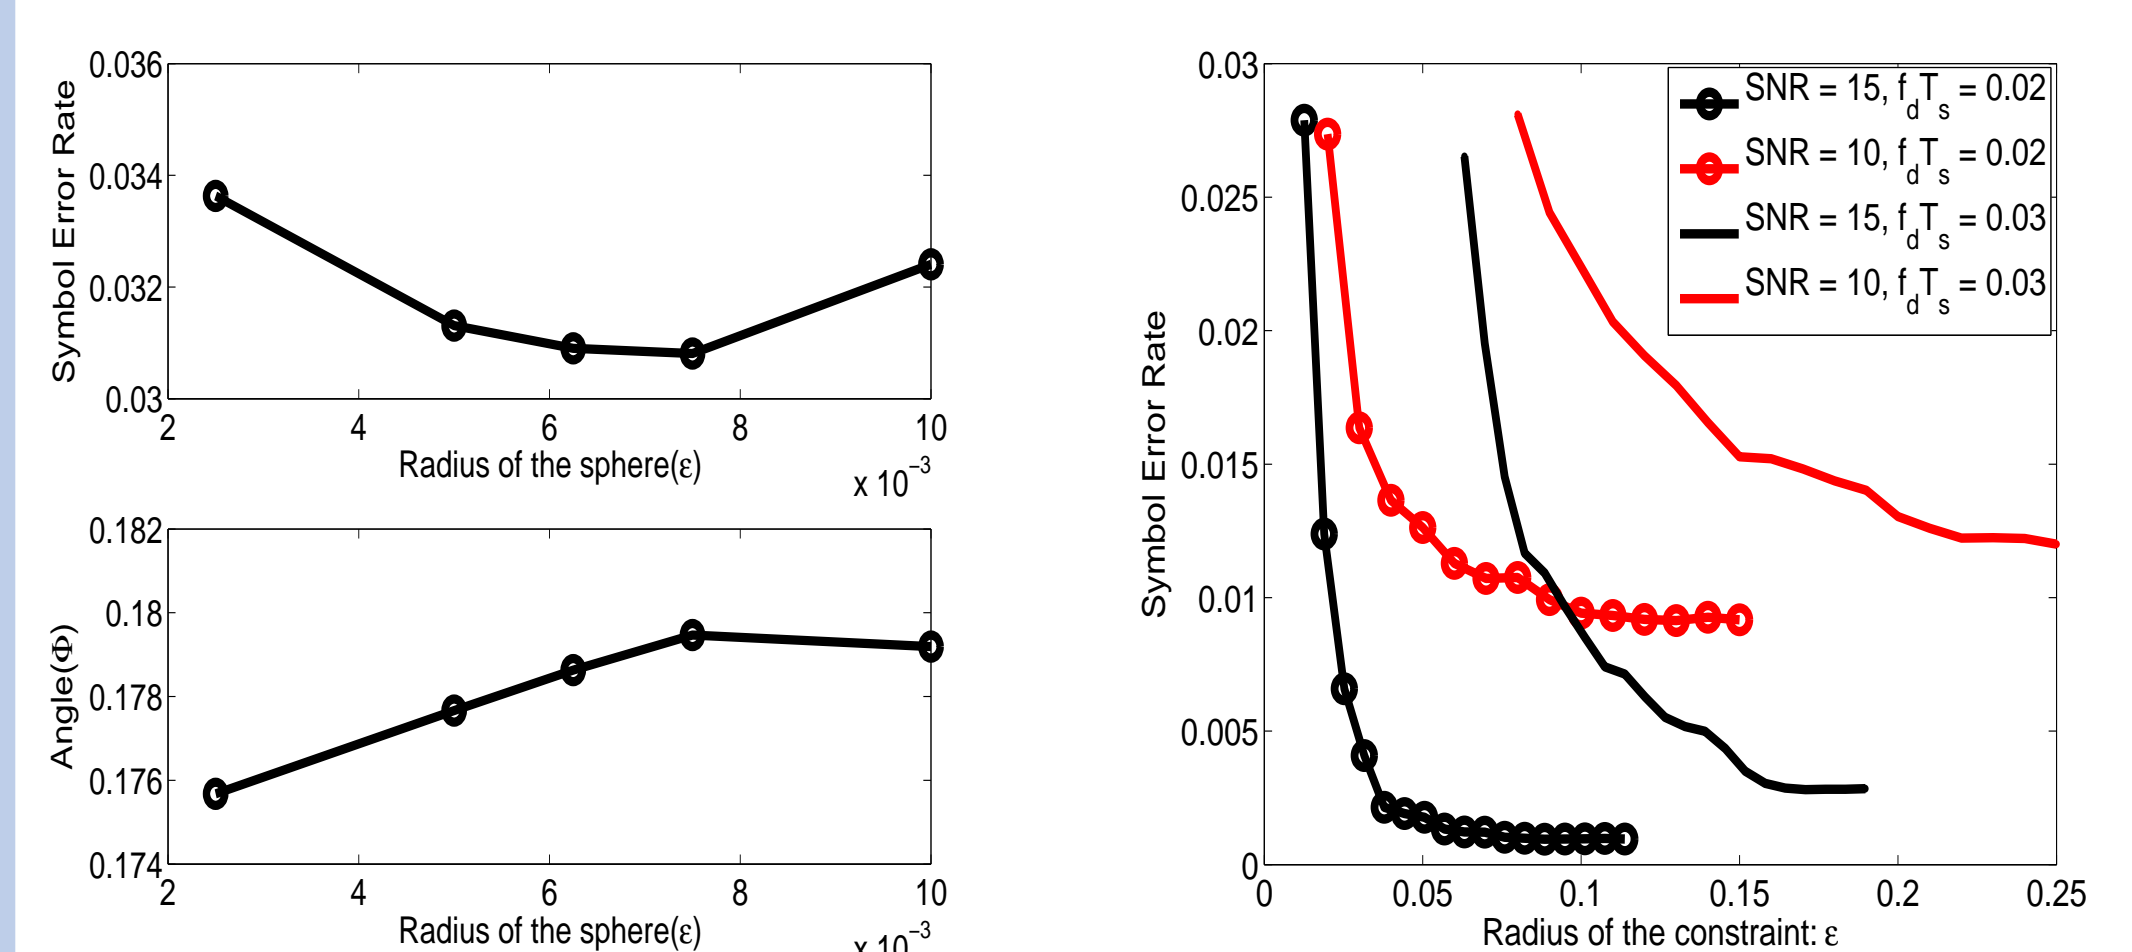 0.036
0.034
0.032
0.03
Symbol Error Rate
2 4 6 8 10
Radius of the sphere(ε)
x 10⁻³
0.182
0.18
0.178
0.176
0.174
Angle(Φ)
2 4 6 8 10
Radius of the sphere(ε)
x 10⁻³
0.03
0.025
0.02
0.015
0.01
0.005
0
Symbol Error Rate
SNR = 15, f_dT_s = 0.02
SNR = 10, f_dT_s = 0.02
SNR = 15, f_dT_s = 0.03
SNR = 10, f_dT_s = 0.03
0 0.05 0.1 0.15 0.2 0.25
Radius of the constraint: ε